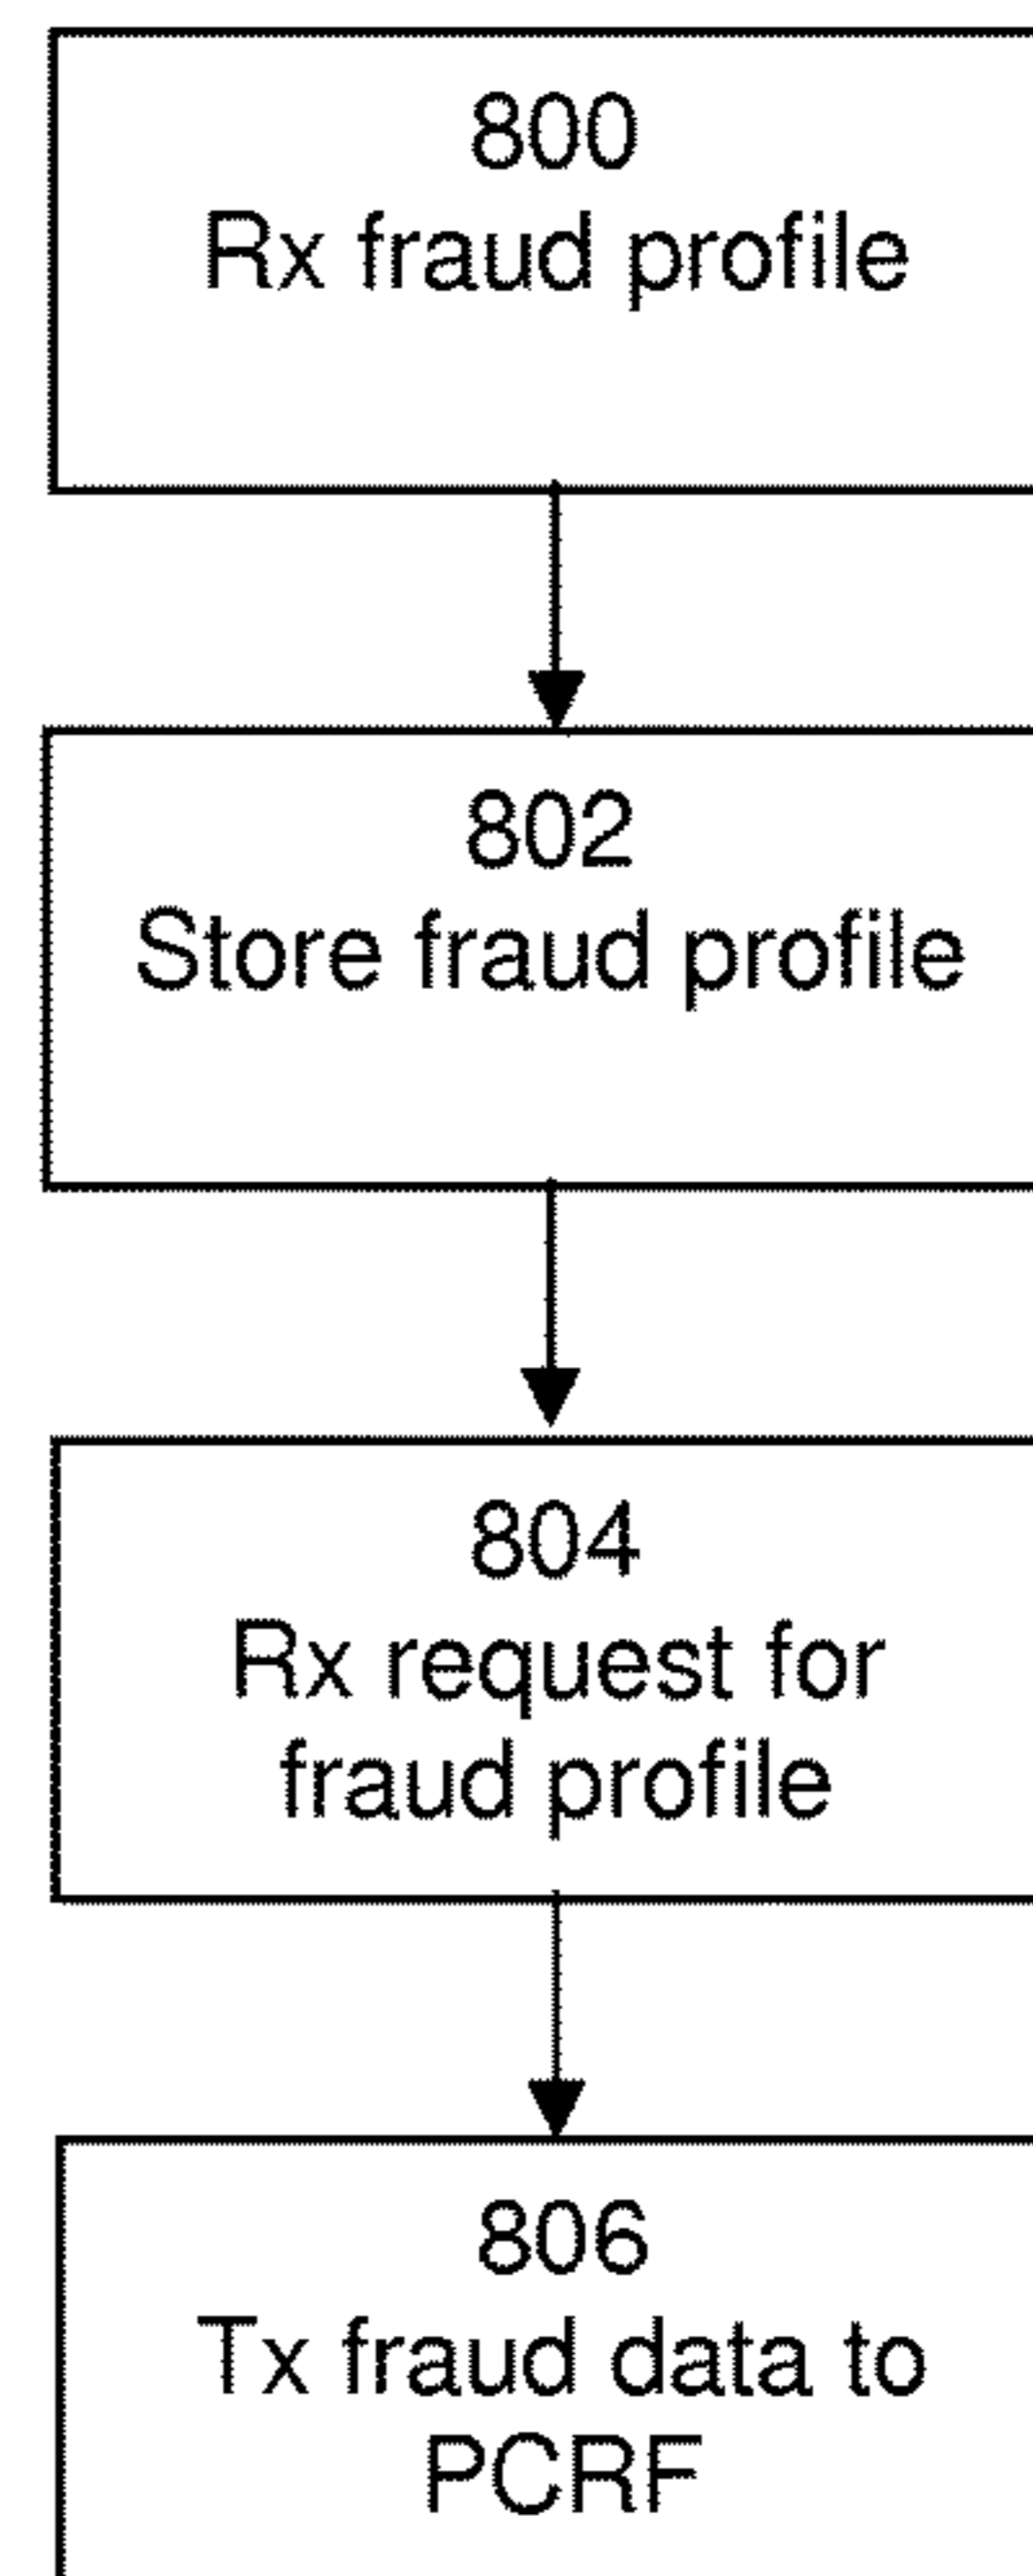 800
Rx fraud profile
802
Store fraud profile
804
Rx request for
fraud profile
806
Tx fraud data to
PCRF